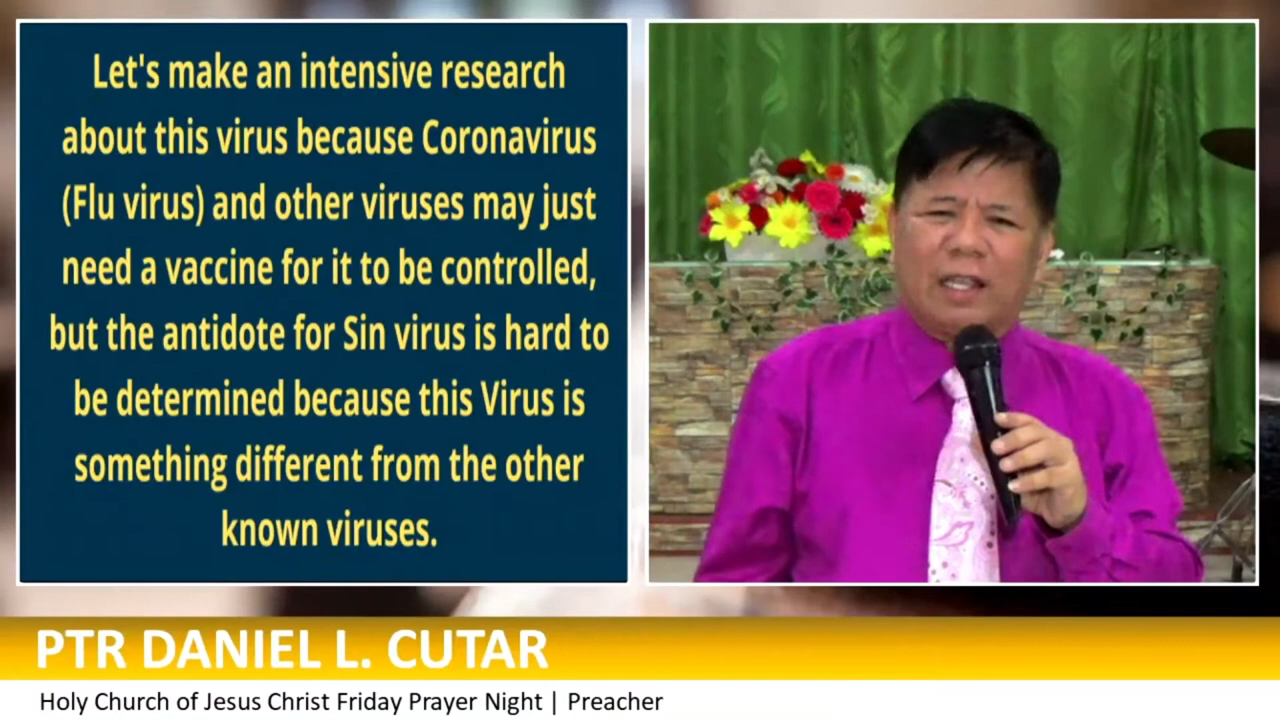 Let's make an intensive research
about this virus because Coronavirus
(Flu virus) and other viruses may just
need a vaccine for it to be controlled,
but the antidote for Sin virus is hard to
be determined because this Virus is
something different from the other
known viruses.
PTR DANIEL L. CUTAR
Holy Church of Jesus Christ Friday Prayer Night | Preacher